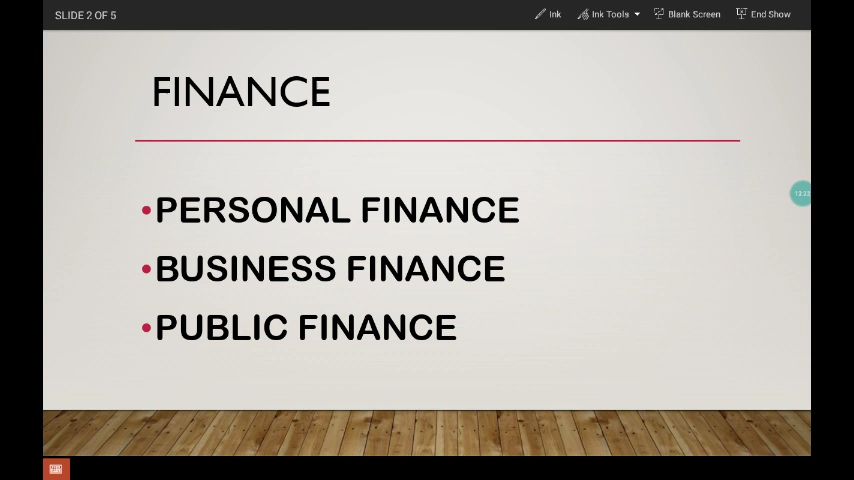 SLIDE 2 OF 5
Ink
Ink Tools
Blank Screen
End Show
FINANCE
•PERSONAL FINANCE
•BUSINESS FINANCE
•PUBLIC FINANCE